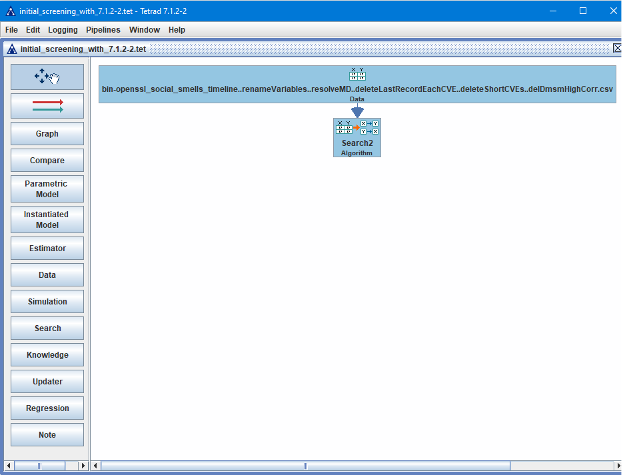 initial_screening_with_7.1.2-2.tet - Tetrad 7.1.2-2
File Edit Logging Pipelines Window Help
initial_screening_with_7.1.2-2.tet
Graph
Compare
Parametric
Model
Instantiated
Model
Estimator
Data
Simulation
Search
Knowledge
Updater
Regression
Note
X Y
bin-openssl_social_smells_timeline..renameVariables..resolveMD..deleteLastRecordEachCVE..deleteShortCVEs..delDmsmHighCorr.csv
Data
X Y X Y
X Y
Search2
Algorithm